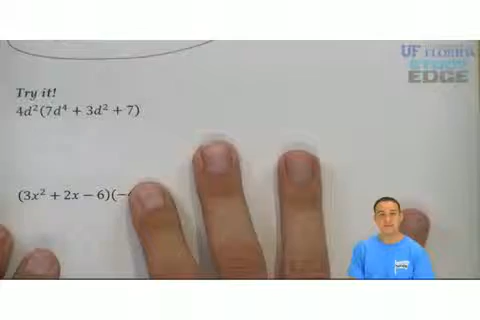 UF FLORIDA
STUDY
EDGE
Try it!
4d²(7d⁴ + 3d² + 7)
(3x² + 2x − 6)(−